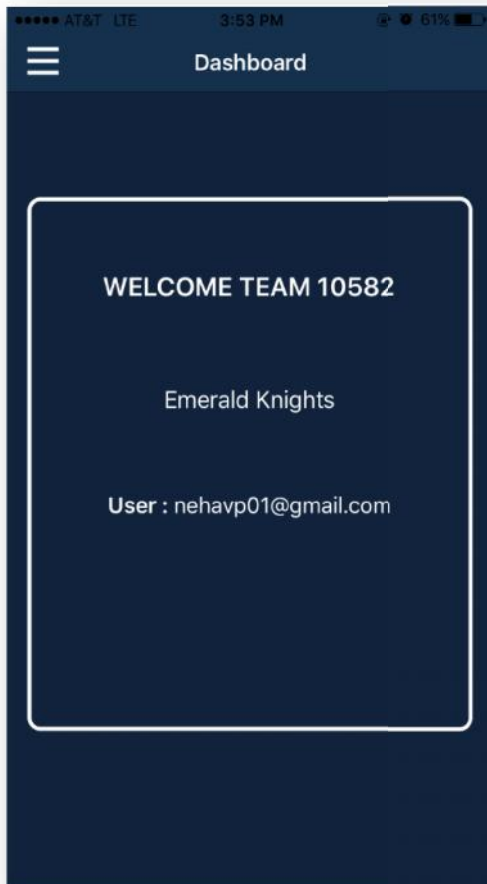 AT&T LTE 3:53 PM 61%
Dashboard
WELCOME TEAM 10582
Emerald Knights
User : nehavp01@gmail.com